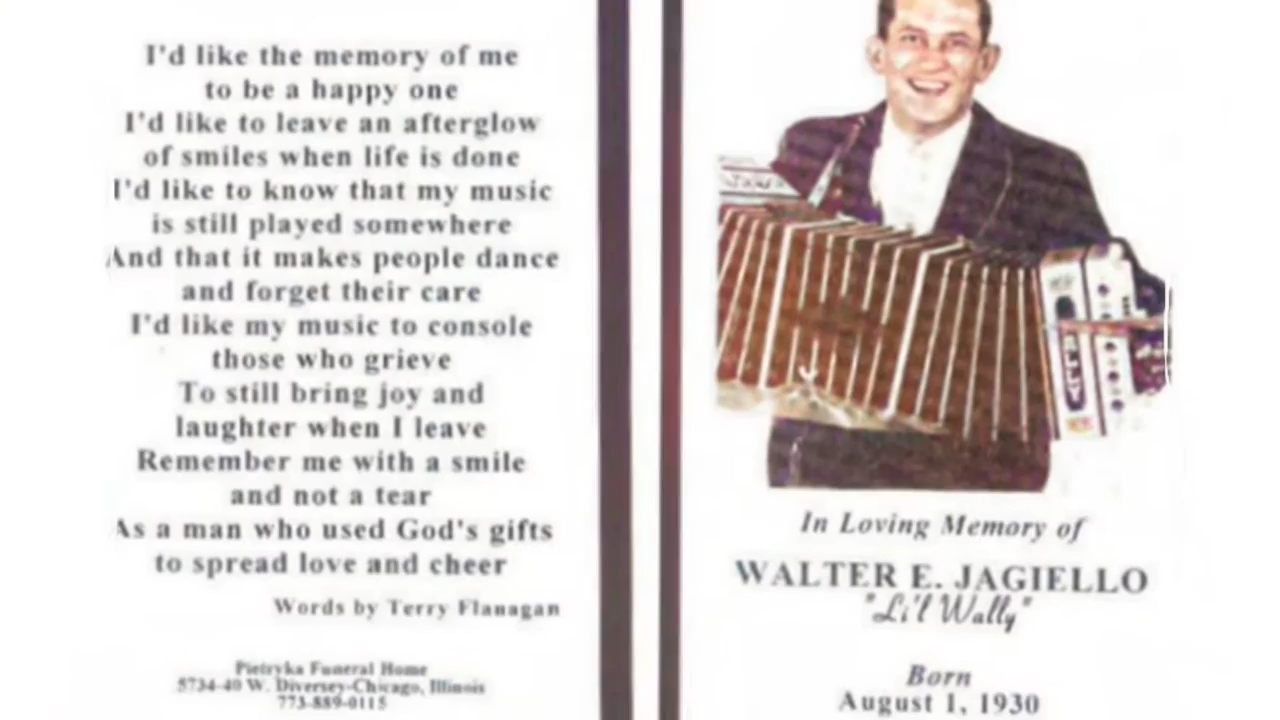 I'd like the memory of me
to be a happy one
I'd like to leave an afterglow
of smiles when life is done
I'd like to know that my music
is still played somewhere
And that it makes people dance
and forget their care
I'd like my music to console
those who grieve
To still bring joy and
laughter when I leave
Remember me with a smile
and not a tear
As a man who used God's gifts
to spread love and cheer
Words by Terry Flanagan
Pietryka Funeral Home
5734-40 W. Diversey-Chicago, Illinois
773-889-0115
In Loving Memory of
WALTER E. JAGIELLO
"Li'l Wally"
Born
August 1, 1930